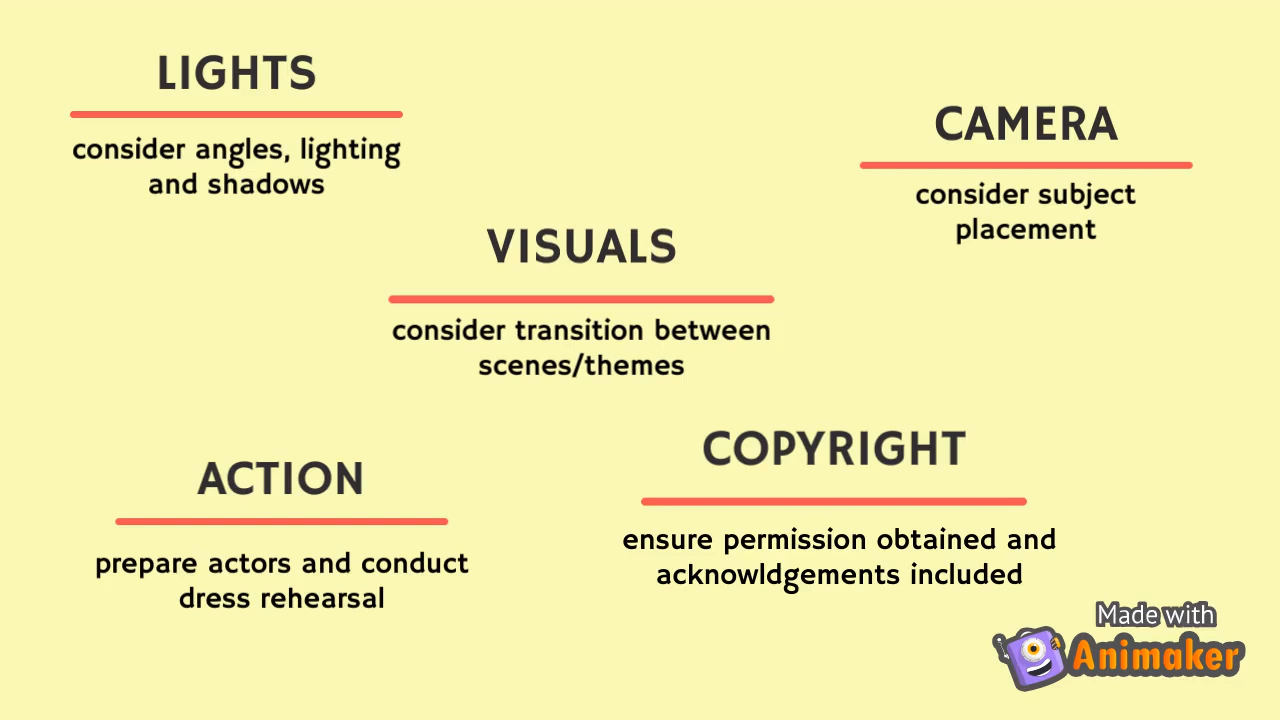 LIGHTS
consider angles, lighting
and shadows
CAMERA
consider subject
placement
VISUALS
consider transition between
scenes/themes
COPYRIGHT
ensure permission obtained and
acknowldgements included
ACTION
prepare actors and conduct
dress rehearsal
Made with
Animaker